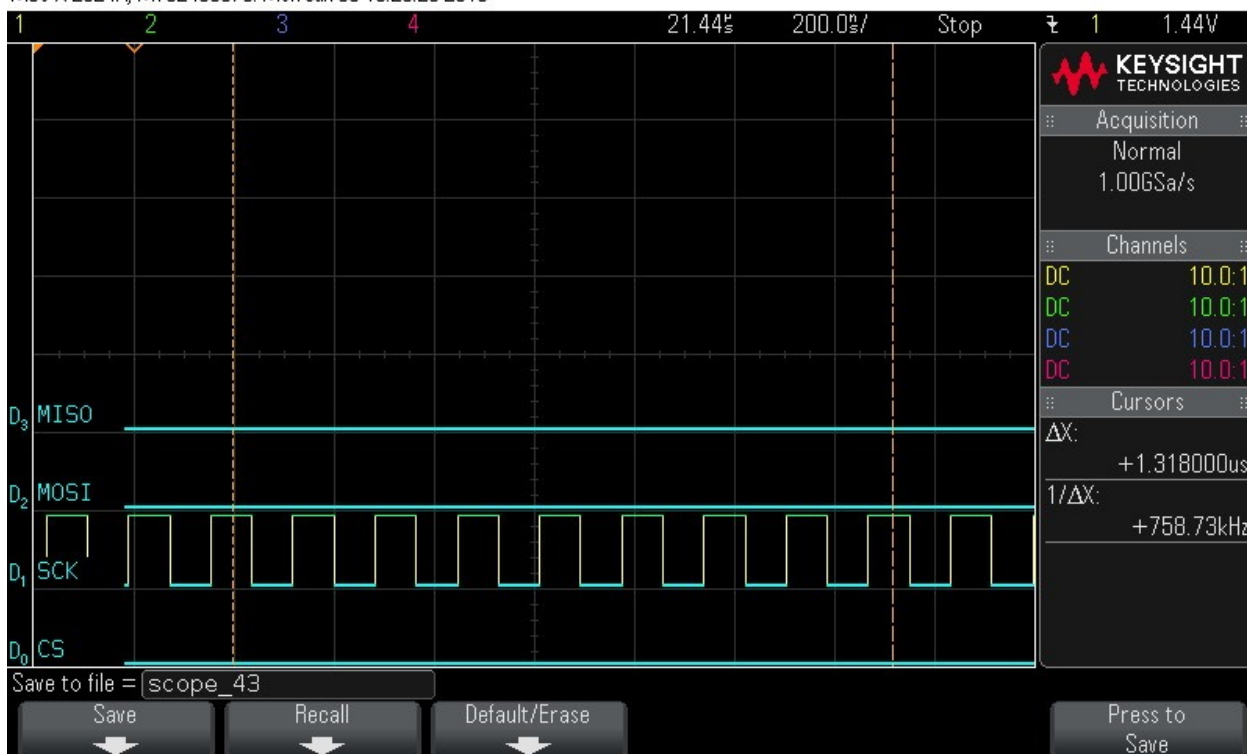 1 2 3 4 21.44µs 200.0ns/ Stop 1 1.44V
KEYSIGHT
TECHNOLOGIES
Acquisition
Normal
1.00GSa/s
Channels
DC 10.0:1
DC 10.0:1
DC 10.0:1
DC 10.0:1
Cursors
ΔX:
+1.318000us
1/ΔX:
+758.73kHz
D3 MISO
D2 MOSI
D1 SCK
D0 CS
Save to file = scope_43
Save Recall Default/Erase Press to
Save